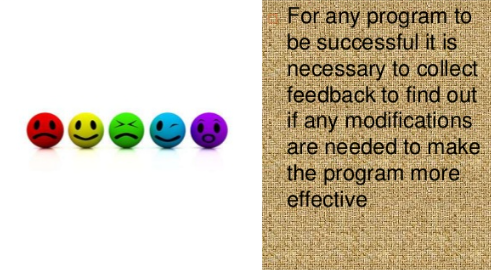 For any program to
be successful it is
necessary to collect
feedback to find out
if any modifications
are needed to make
the program more
effective